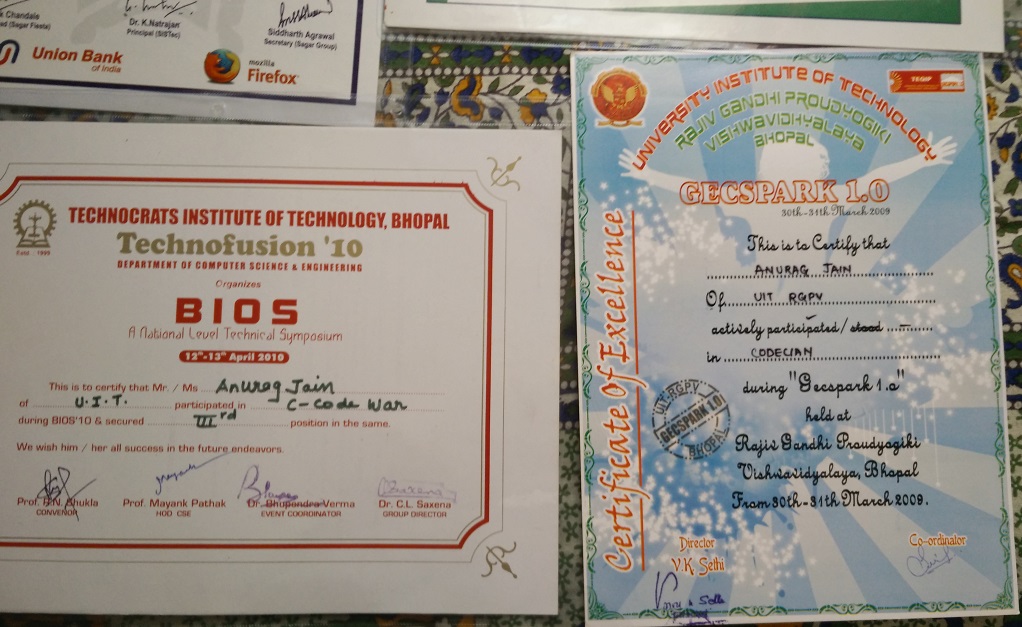 k Chandale
ad (Sagar Fiesta)
Dr. K.Natrajan
Principal (SISTec)
Siddharth Agrawal
Secretary (Sagar Group)
Union Bank
of India
mozilla
Firefox
Estd. 1999
TECHNOCRATS INSTITUTE OF TECHNOLOGY, BHOPAL
Technofusion '10
DEPARTMENT OF COMPUTER SCIENCE & ENGINEERING
Organizes
BIOS
A National Level Technical Symposium
12th-13th April 2010
This is to certify that Mr. / Ms Anurag Jain
of U.I.T. participated in C-Code War
during BIOS'10 & secured IIIrd position in the same.
We wish him / her all success in the future endeavors.
Prof. P.N. Shukla
CONVENOR
Prof. Mayank Pathak
HOD CSE
Dr. Bhupendra Verma
EVENT COORDINATOR
Dr. C.L. Saxena
GROUP DIRECTOR
TEQIP
UNIVERSITY INSTITUTE OF TECHNOLOGY
RAJIV GANDHI PROUDYOGIKI
VISHWAVIDHYALAYA
BHOPAL
GECSPARK 1.0
30th-31th March 2009
Certificate Of Excellence
This is to Certify that
ANURAG JAIN
Of UIT RGPV
actively participated/ stood
in CODECIAN
during "Gecspark 1.0"
held at
Rajiv Gandhi Proudyogiki
Vishwavidyalaya, Bhopal
From 30th-31th March 2009.
UIT-RGPV
GECSPARK 1.0
BHOPAL
Director
V.K Sethi
Co-ordinator